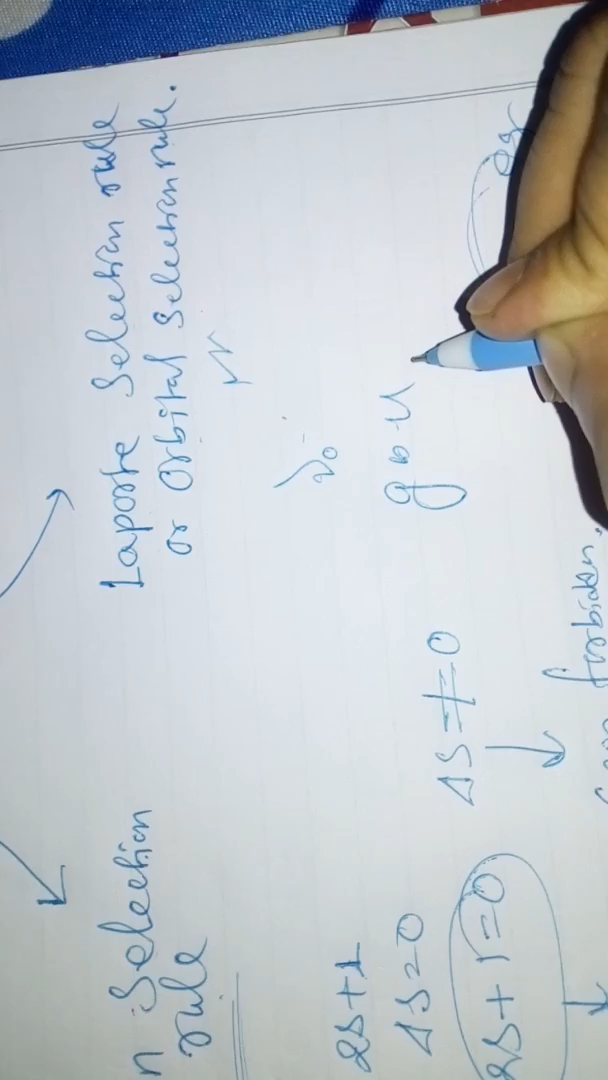 n Selection
rule
2s+1
ΔS=0
2s+1=0
ΔS≠0
forbidden.
Laporte Selection rule
or orbital selection rule.
g
u
eg